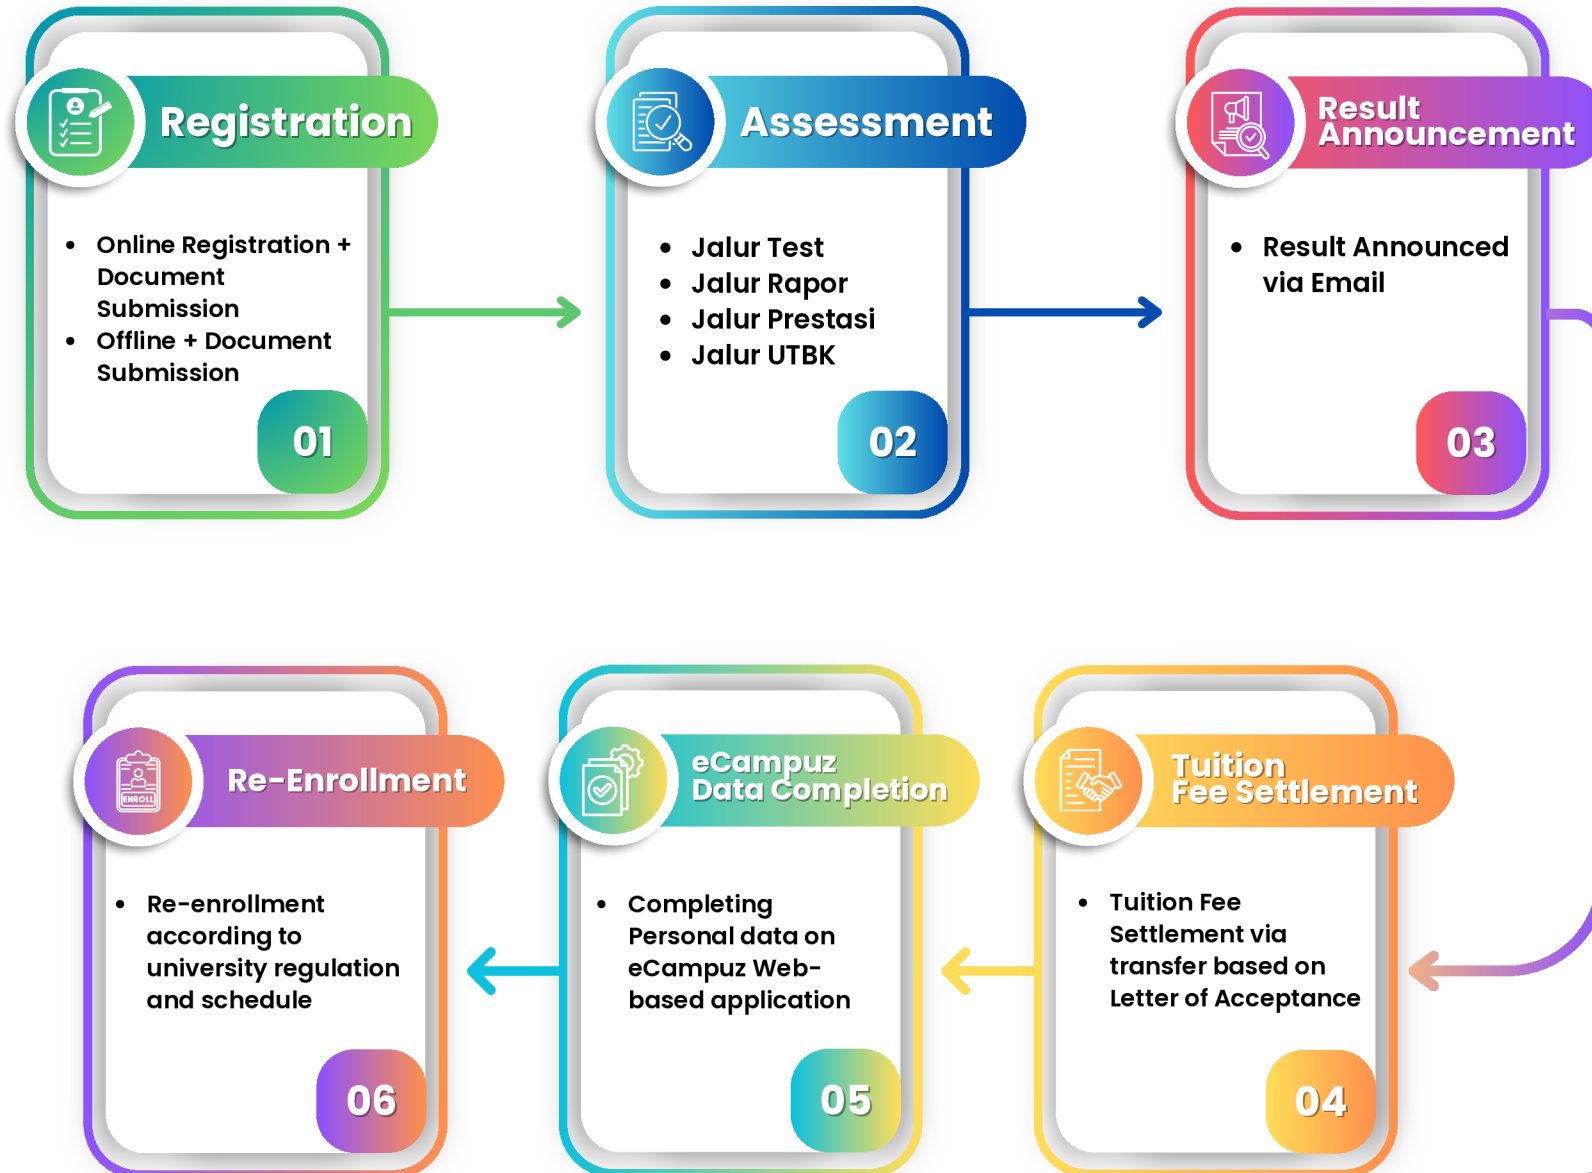 Registration
• Online Registration +
Document
Submission
• Offline + Document
Submission
01
Assessment
• Jalur Test
• Jalur Rapor
• Jalur Prestasi
• Jalur UTBK
02
Result
Announcement
• Result Announced
via Email
03
Tuition
Fee Settlement
• Tuition Fee
Settlement via
transfer based on
Letter of Acceptance
04
eCampuz
Data Completion
• Completing
Personal data on
eCampuz Web-
based application
05
ENROLL
Re-Enrollment
• Re-enrollment
according to
university regulation
and schedule
06